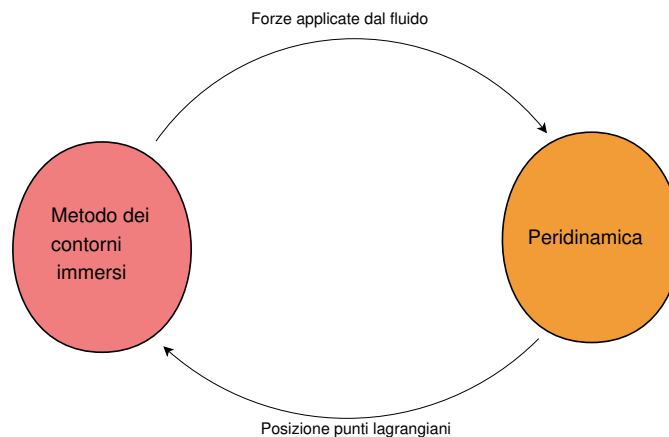 Forze applicate dal fluido
Metodo dei
contorni
immersi
Peridinamica
Posizione punti lagrangiani